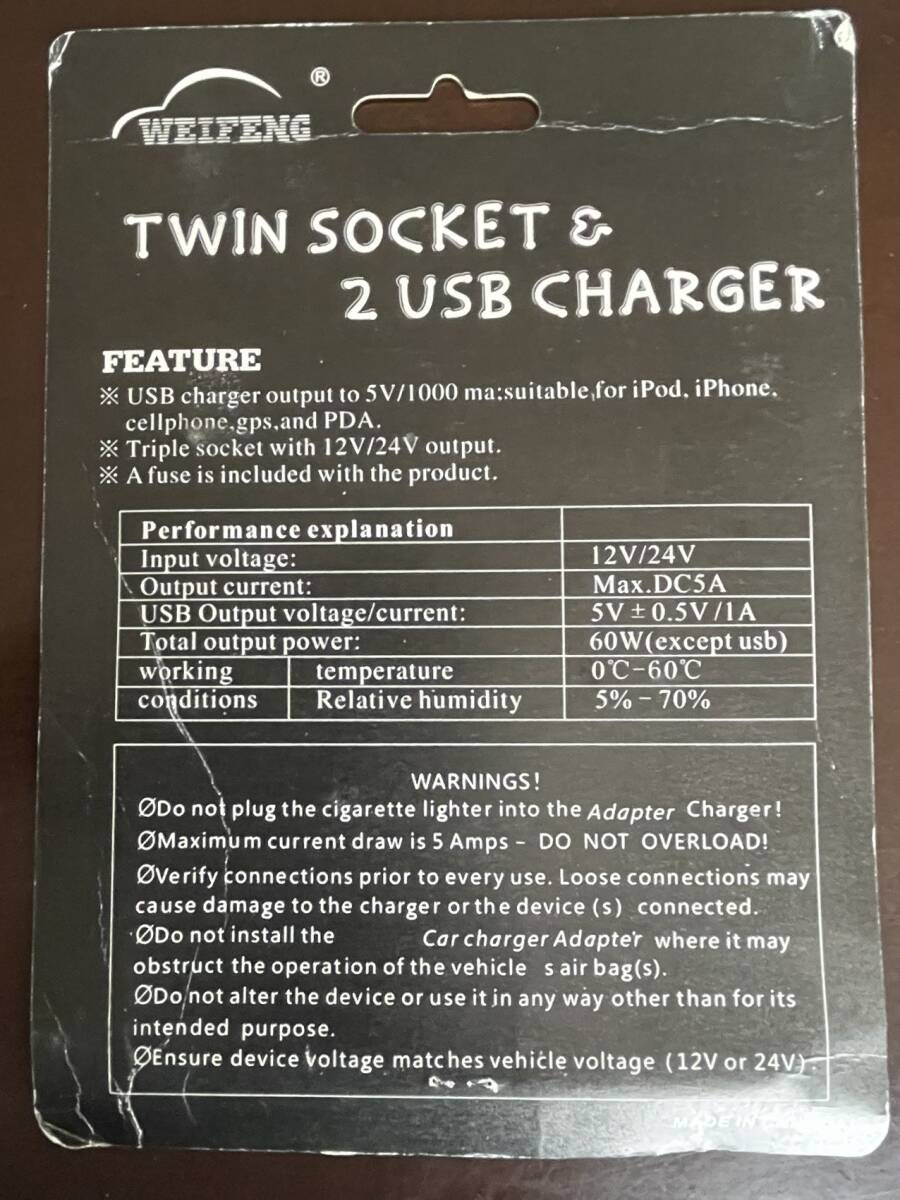 WEIFENG ®
TWIN SOCKET &
2 USB CHARGER
FEATURE
※ USB charger output to 5V/1000 ma:suitable,for iPod, iPhone.
cellphone,gps,and PDA.
※ Triple socket with 12V/24V output.
※ A fuse is included with the product.
Performance explanation
Input voltage: 12V/24V
Output current: Max.DC5A
USB Output voltage/current: 5V±0.5V/1A
Total output power: 60W(except usb)
working temperature 0℃-60℃
conditions Relative humidity 5% - 70%
WARNINGS!
ØDo not plug the cigarette lighter into the Adapter Charger!
ØMaximum current draw is 5 Amps - DO NOT OVERLOAD!
ØVerify connections prior to every use. Loose connections may
cause damage to the charger or the device (s) connected.
ØDo not install the Car charger Adapter where it may
obstruct the operation of the vehicle s air bag(s).
ØDo not alter the device or use it in any way other than for its
intended purpose.
ØEnsure device voltage matches vehicle voltage (12V or 24V).
MADE IN